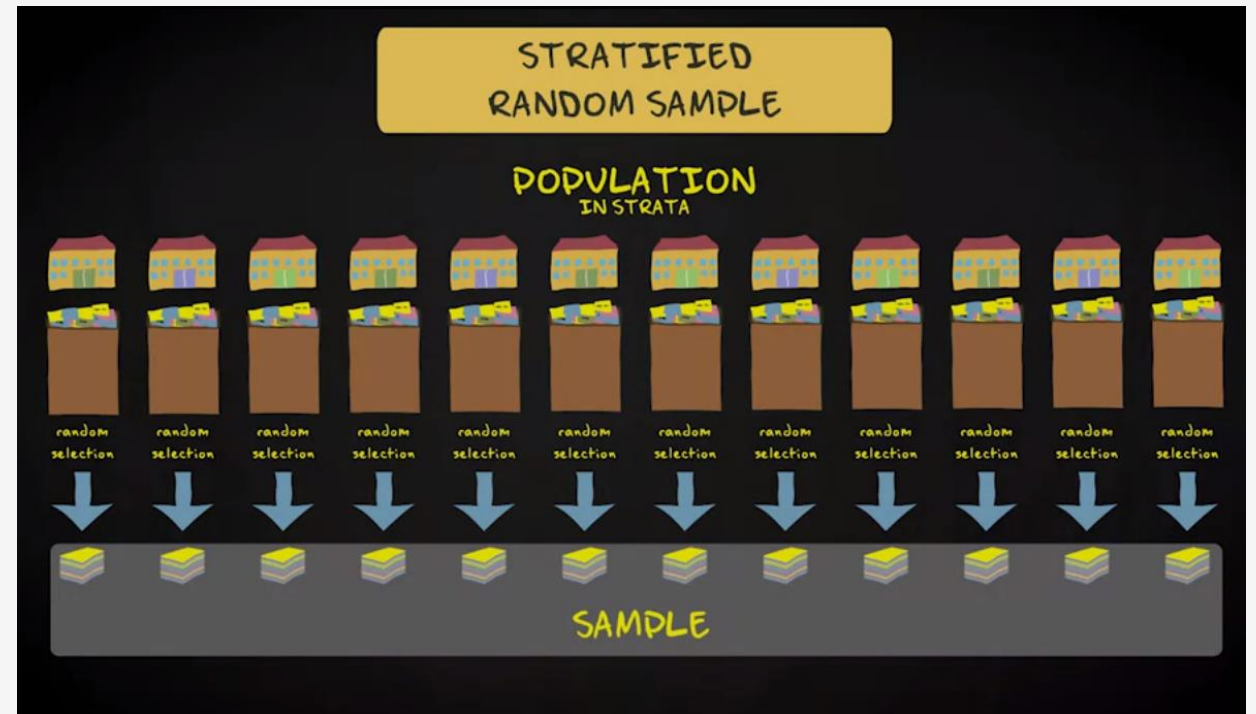 STRATIFIED
RANDOM SAMPLE
POPULATION
IN STRATA
random random random random random random random random random random random random
selection selection selection selection selection selection selection selection selection selection selection selection
SAMPLE